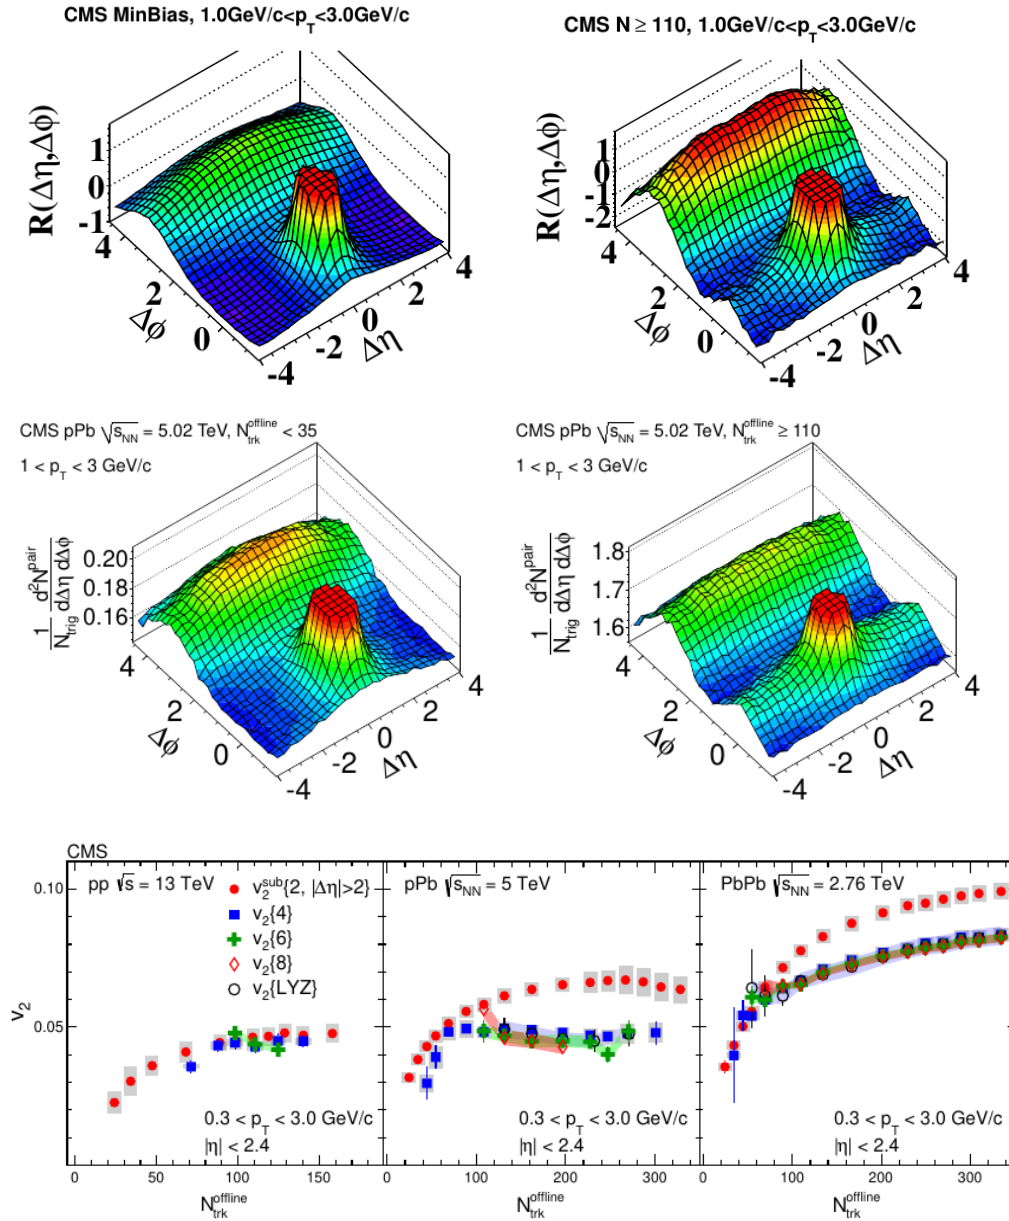 CMS MinBias, 1.0GeV/c<p_T<3.0GeV/c
R(Δη,Δϕ)
1
0
-1
4
2
0
Δϕ
-4
-2
0
2
4
Δη
CMS N ≥ 110, 1.0GeV/c<p_T<3.0GeV/c
R(Δη,Δϕ)
1
0
-1
-2
4
2
0
Δϕ
-4
-2
0
2
4
Δη
CMS pPb √s_NN = 5.02 TeV, N_trk^offline < 35
1 < p_T < 3 GeV/c
1/N_trig d²N^pair/dΔη dΔϕ
0.20
0.18
0.16
4
2
0
Δϕ
-4
-2
0
2
4
Δη
CMS pPb √s_NN = 5.02 TeV, N_trk^offline ≥ 110
1 < p_T < 3 GeV/c
1/N_trig d²N^pair/dΔη dΔϕ
1.8
1.7
1.6
4
2
0
Δϕ
-4
-2
0
2
4
Δη
CMS
v₂
0.10
0.05
pp √s = 13 TeV
v₂^sub{2, |Δη|>2}
v₂{4}
v₂{6}
v₂{8}
v₂{LYZ}
0.3 < p_T < 3.0 GeV/c
|η| < 2.4
0 50 100 150
N_trk^offline
pPb √s_NN = 5 TeV
0.3 < p_T < 3.0 GeV/c
|η| < 2.4
0 100 200 300
N_trk^offline
PbPb √s_NN = 2.76 TeV
0.3 < p_T < 3.0 GeV/c
|η| < 2.4
0 100 200 300
N_trk^offline